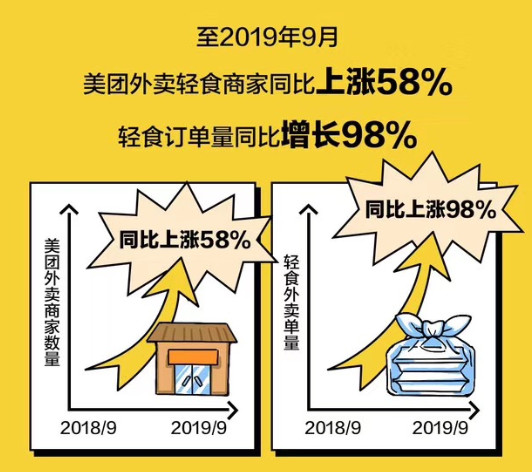 至2019年9月
美团外卖轻食商家同比上涨58%
轻食订单量同比增长98%
美团外卖商家数量
同比上涨58%
2018/9
2019/9
轻食外卖单量
同比上涨98%
2018/9
2019/9